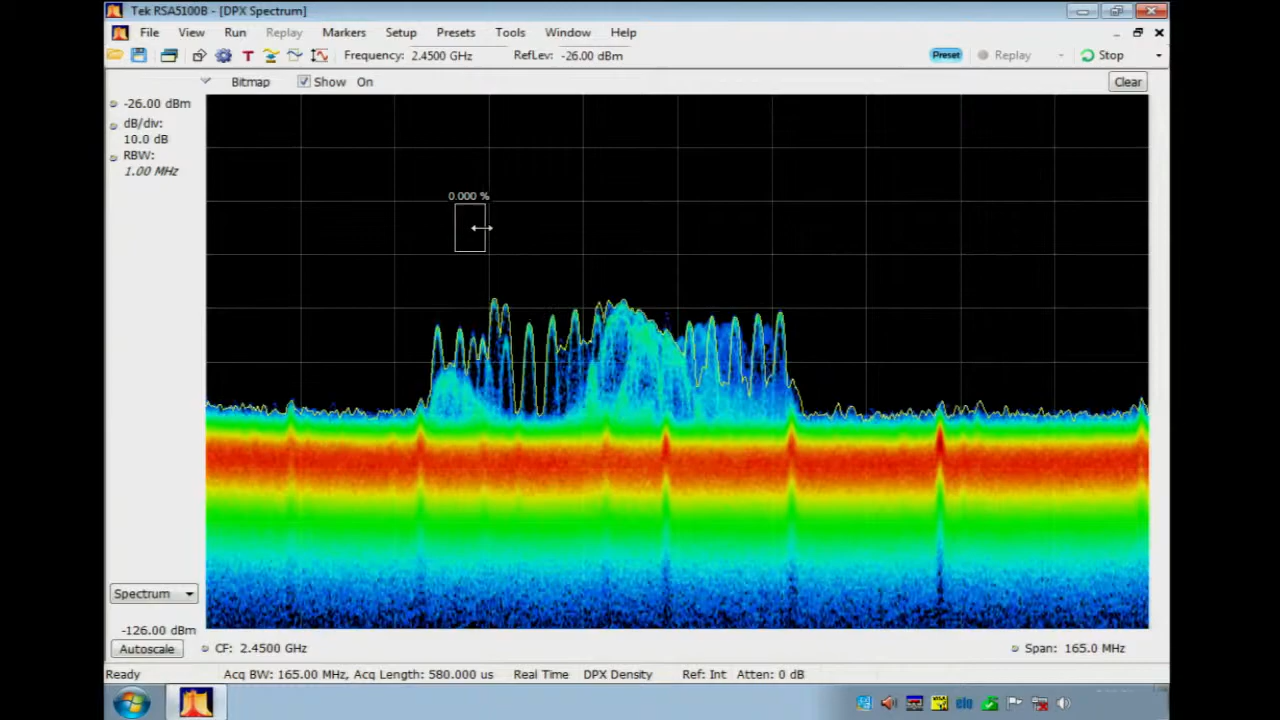 Tek RSA5100B - [DPX Spectrum]
File View Run Replay Markers Setup Presets Tools Window Help
Frequency: 2.4500 GHz RefLev: -26.00 dBm Preset Replay Stop
Bitmap Show On Clear
-26.00 dBm
dB/div:
10.0 dB
RBW:
1.00 MHz
0.000 %
Spectrum
-126.00 dBm
Autoscale CF: 2.4500 GHz Span: 165.0 MHz
Ready Acq BW: 165.00 MHz, Acq Length: 580.000 us Real Time DPX Density Ref: Int Atten: 0 dB